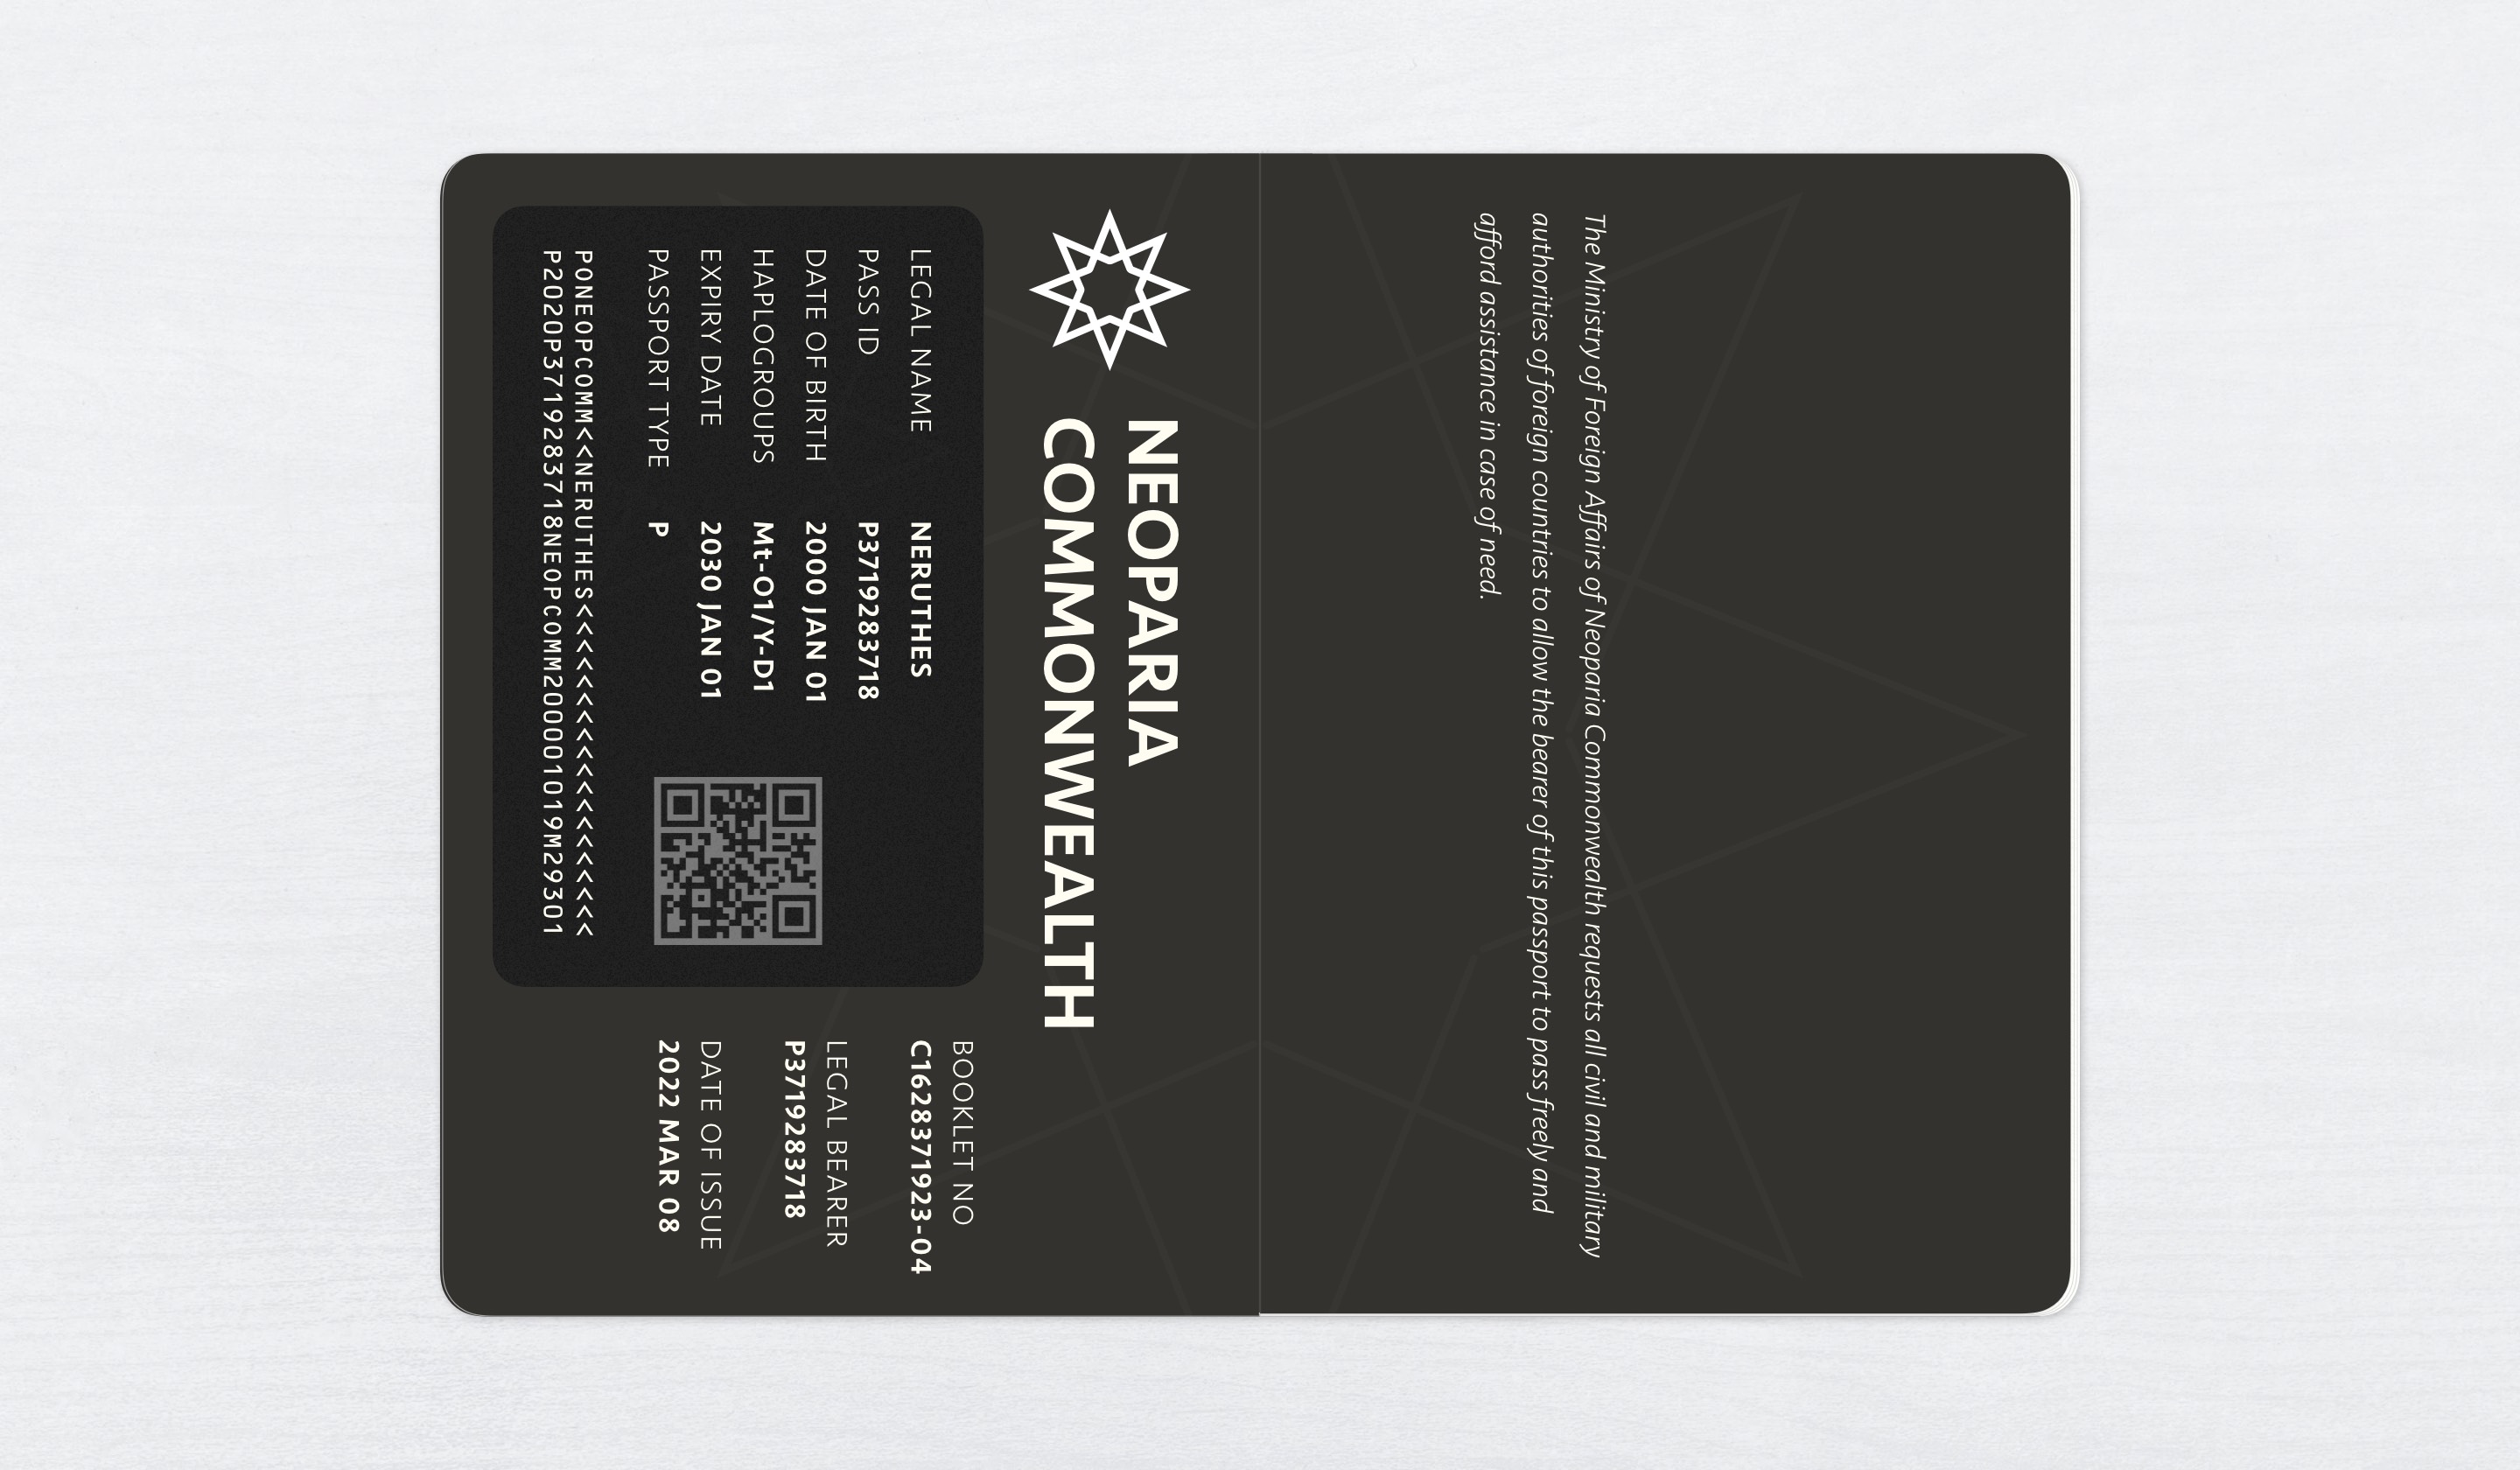 The Ministry of Foreign Affairs of Neoparia Commonwealth requests all civil and military
authorities of foreign countries to allow the bearer of this passport to pass freely and
afford assistance in case of need.
NEOPARIA
COMMONWEALTH
LEGAL NAME NERUTHES
PASS ID P3719283718
DATE OF BIRTH 2000 JAN 01
HAPLOGROUPS Mt-O1/Y-D1
EXPIRY DATE 2030 JAN 01
PASSPORT TYPE P
PONEOPCOMM<<NERUTHES<<<<<<<<<<<<<<<<<<<
P2020P3719283718NEOPCOMM200001019M29301
BOOKLET NO
C1628371923-04
LEGAL BEARER
P3719283718
DATE OF ISSUE
2022 MAR 08